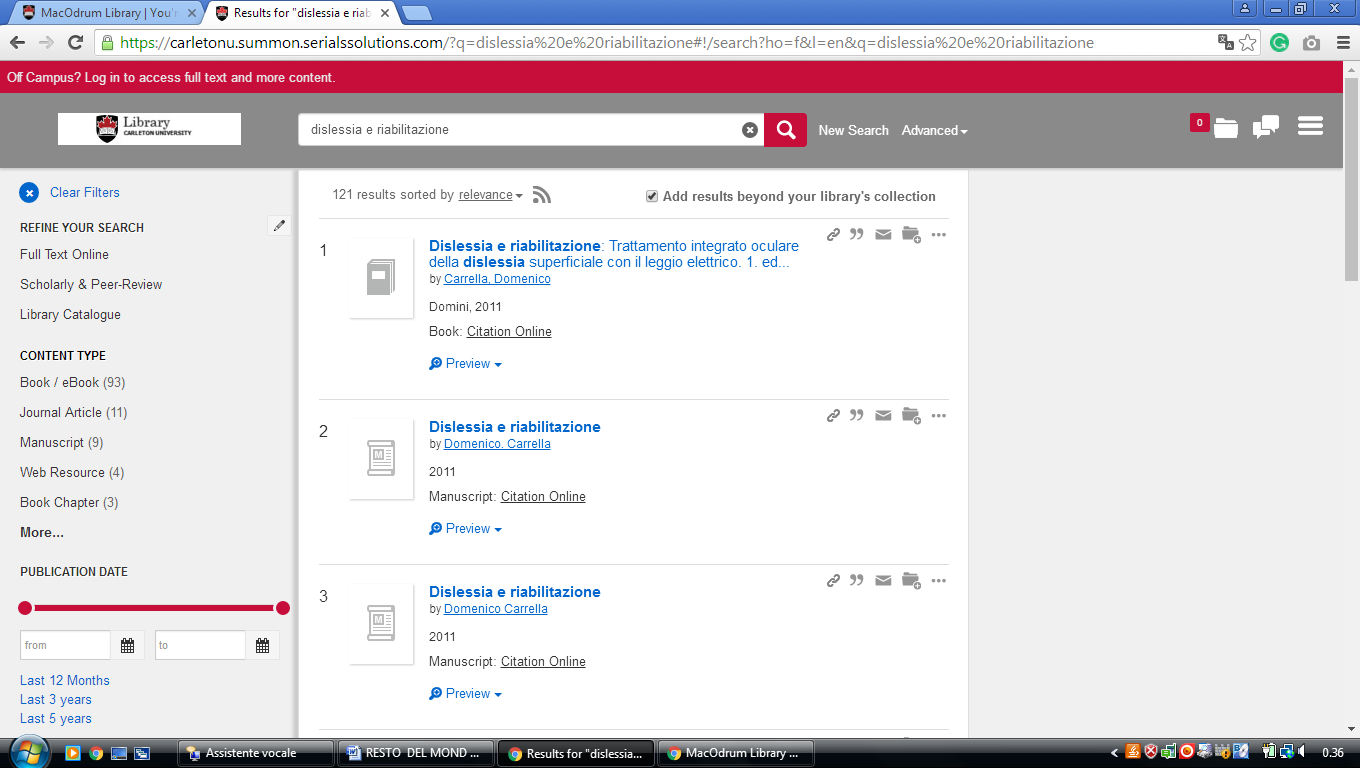 MacOdrum Library | You'r
Results for "dislessia e riab
https://carletonu.summon.serialssolutions.com/?q=dislessia%20e%20riabilitazione#!/search?ho=f&l=en&q=dislessia%20e%20riabilitazione
Off Campus? Log in to access full text and more content.
Library
CARLETON UNIVERSITY
dislessia e riabilitazione
New Search
Advanced
0
Clear Filters
REFINE YOUR SEARCH
Full Text Online
Scholarly & Peer-Review
Library Catalogue
CONTENT TYPE
Book / eBook (93)
Journal Article (11)
Manuscript (9)
Web Resource (4)
Book Chapter (3)
More...
PUBLICATION DATE
from
to
Last 12 Months
Last 3 years
Last 5 years
121 results sorted by relevance
Add results beyond your library's collection
1
Dislessia e riabilitazione: Trattamento integrato oculare
della dislessia superficiale con il leggio elettrico. 1. ed...
by Carrella, Domenico
Domini, 2011
Book: Citation Online
Preview
2
Dislessia e riabilitazione
by Domenico. Carrella
2011
Manuscript: Citation Online
Preview
3
Dislessia e riabilitazione
by Domenico Carrella
2011
Manuscript: Citation Online
Preview
Assistente vocale
RESTO DEL MOND ...
Results for "dislessia...
MacOdrum Library ...
0.36